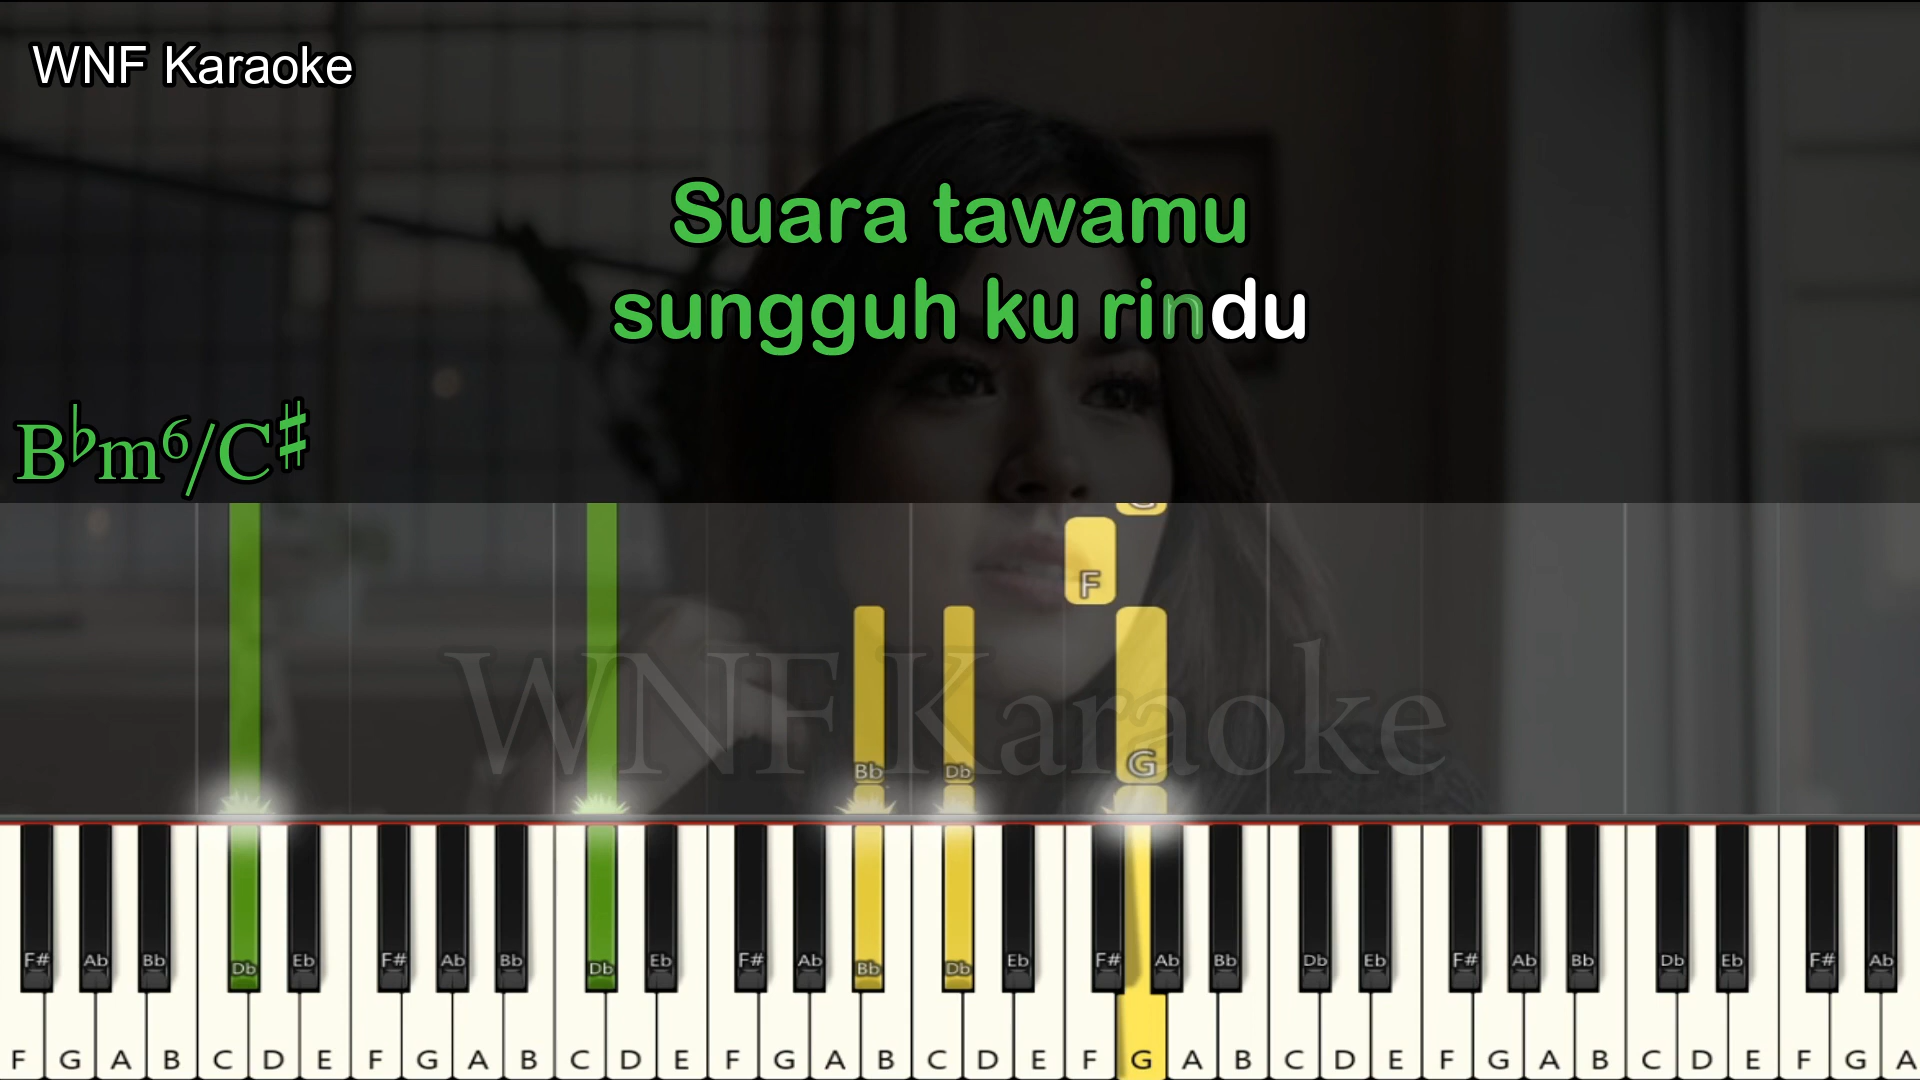 WNF Karaoke
Suara tawamu
sungguh ku rindu
B♭m⁶/C♯
G
F
WNF Karaoke
Bb Db G
F# Ab Bb Db Eb F# Ab Bb Db Eb F# Ab Bb Db Eb F# Ab Bb Db Eb F# Ab Bb Db Eb F# Ab
F G A B C D E F G A B C D E F G A B C D E F G A B C D E F G A B C D E F G A